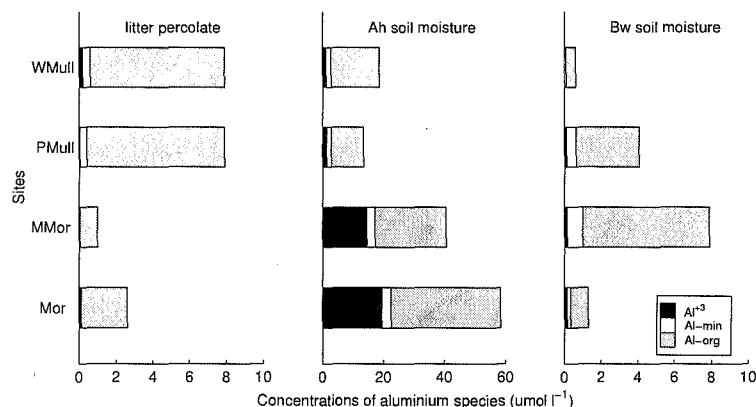 litter percolate
Ah soil moisture
Bw soil moisture
Sites
WMull
PMull
MMor
Mor
Al+3
Al-min
Al-org
0 2 4 6 8 10
0 20 40 60
0 2 4 6 8 10
Concentrations of aluminium species (umol l-1)